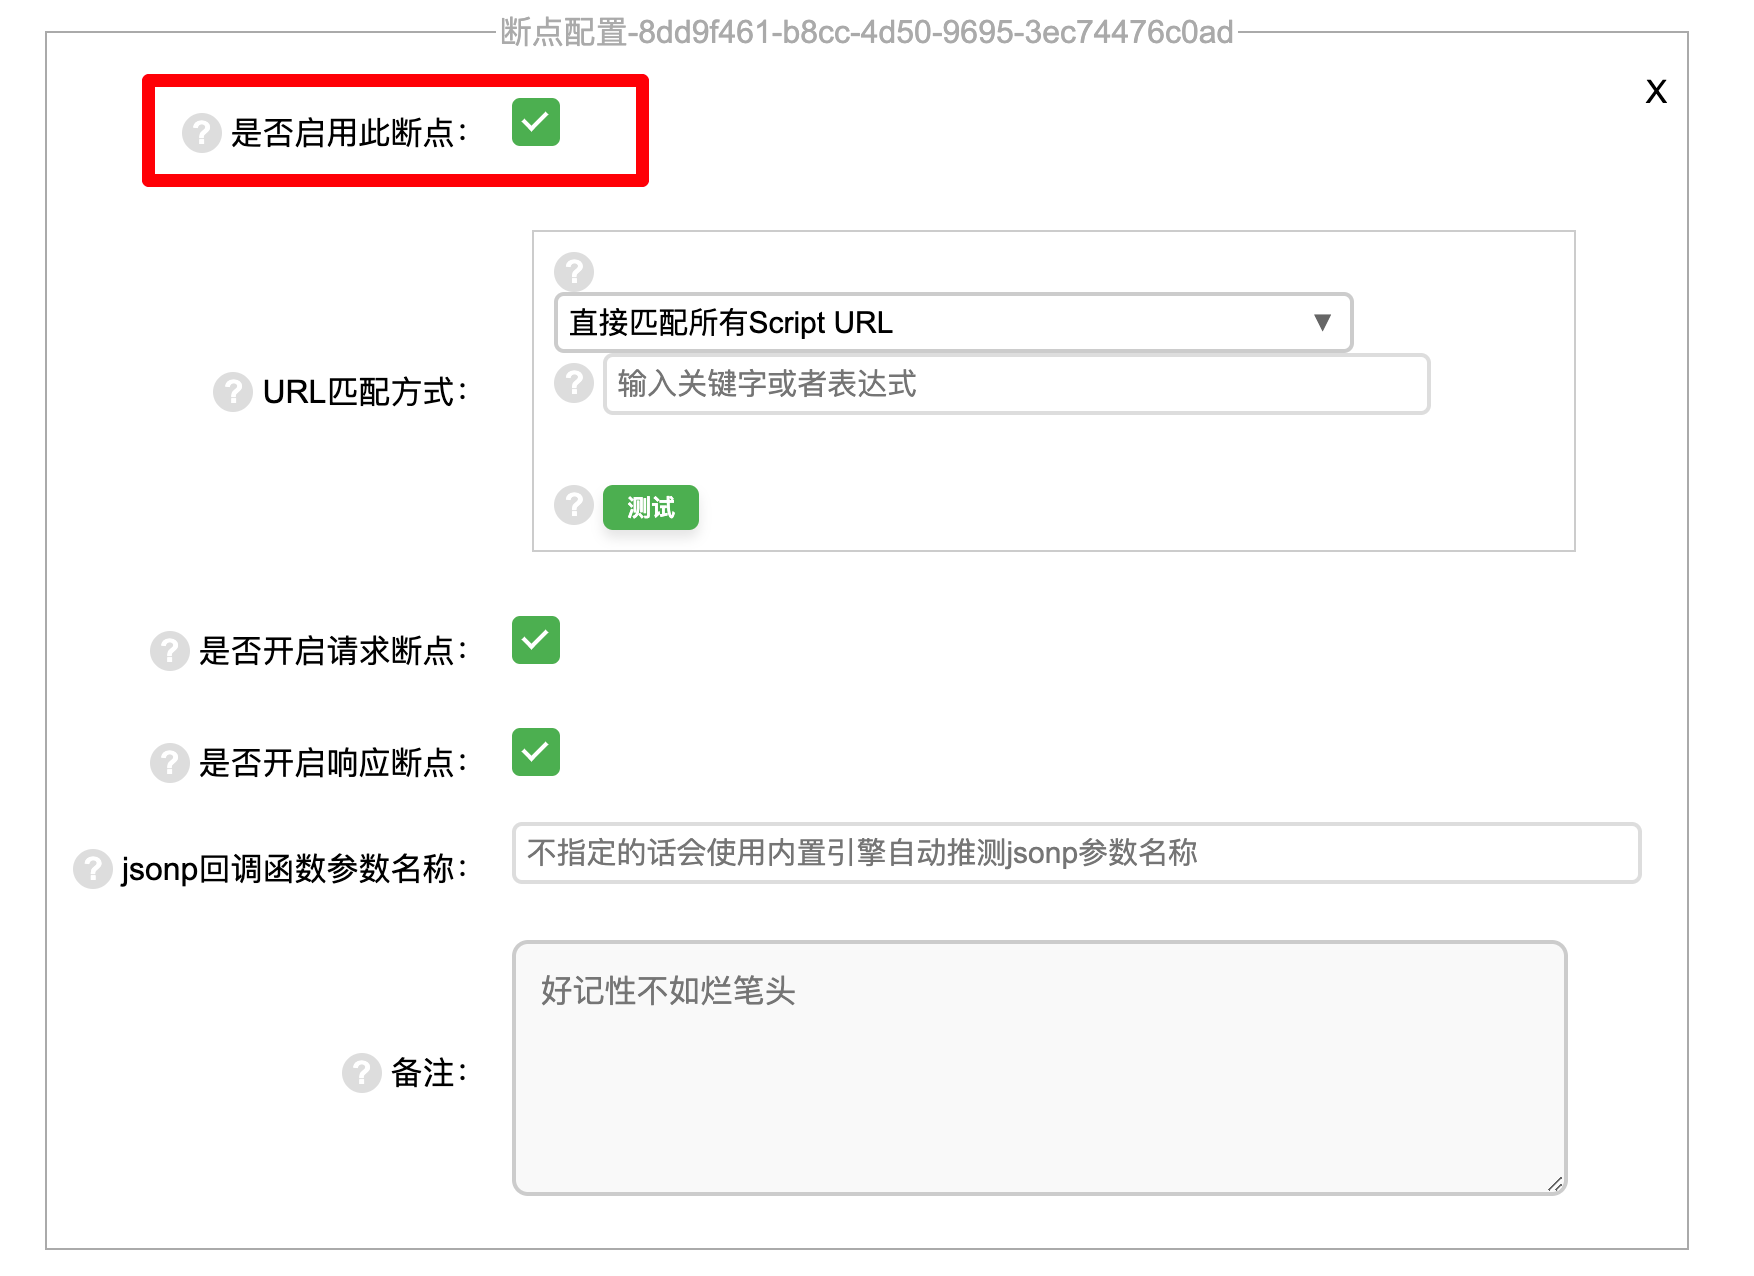 断点配置-8dd9f461-b8cc-4d50-9695-3ec74476c0ad
X
? 是否启用此断点：
?
直接匹配所有Script URL ▼
? URL匹配方式：
? 输入关键字或者表达式
? 测试
? 是否开启请求断点：
? 是否开启响应断点：
? jsonp回调函数参数名称： 不指定的话会使用内置引擎自动推测jsonp参数名称
好记性不如烂笔头
? 备注：